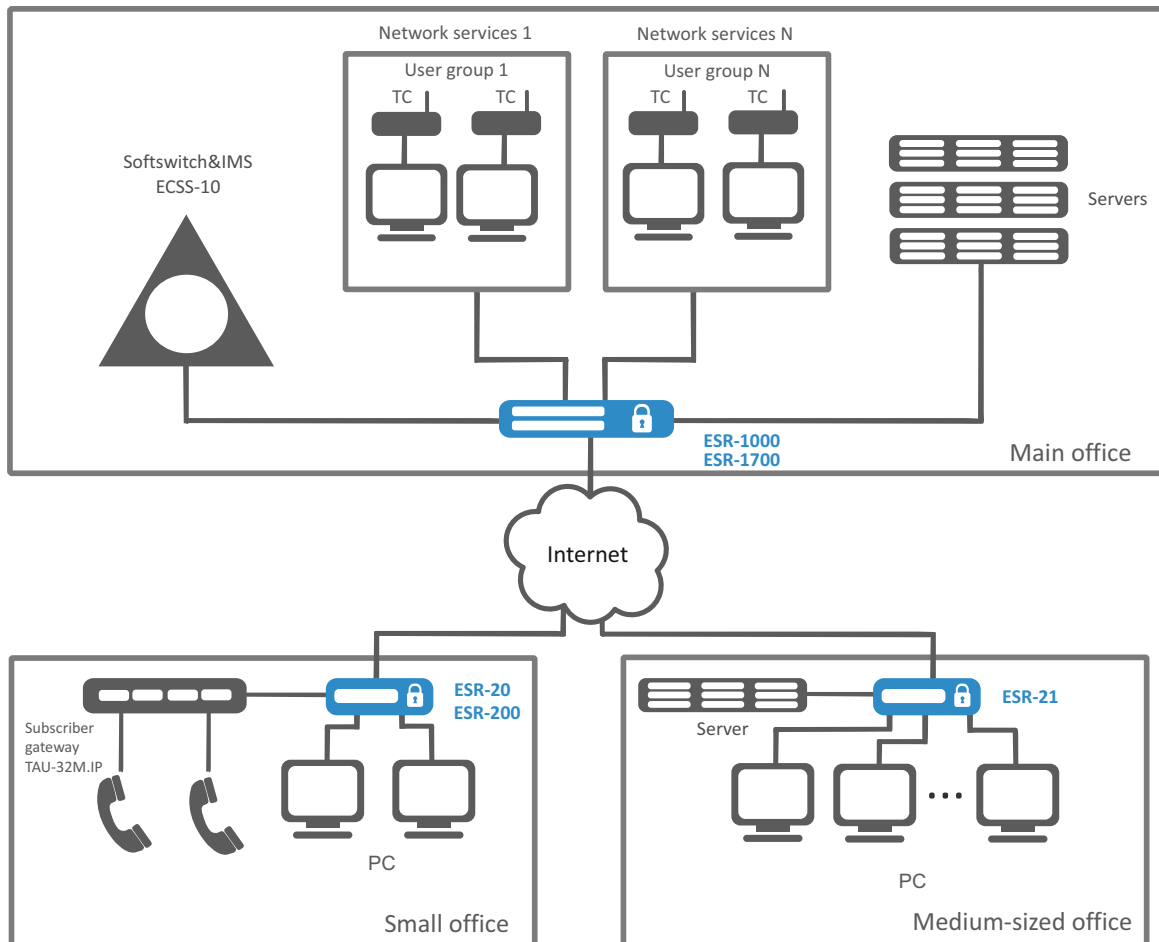 Network services 1
Network services N
User group 1
User group N
TC
TC
TC
TC
Softswitch&IMS
ECSS-10
Servers
ESR-1000
ESR-1700
Main office
Internet
ESR-20
ESR-200
Subscriber
gateway
TAU-32M.IP
PC
Small office
ESR-21
Server
...
PC
Medium-sized office